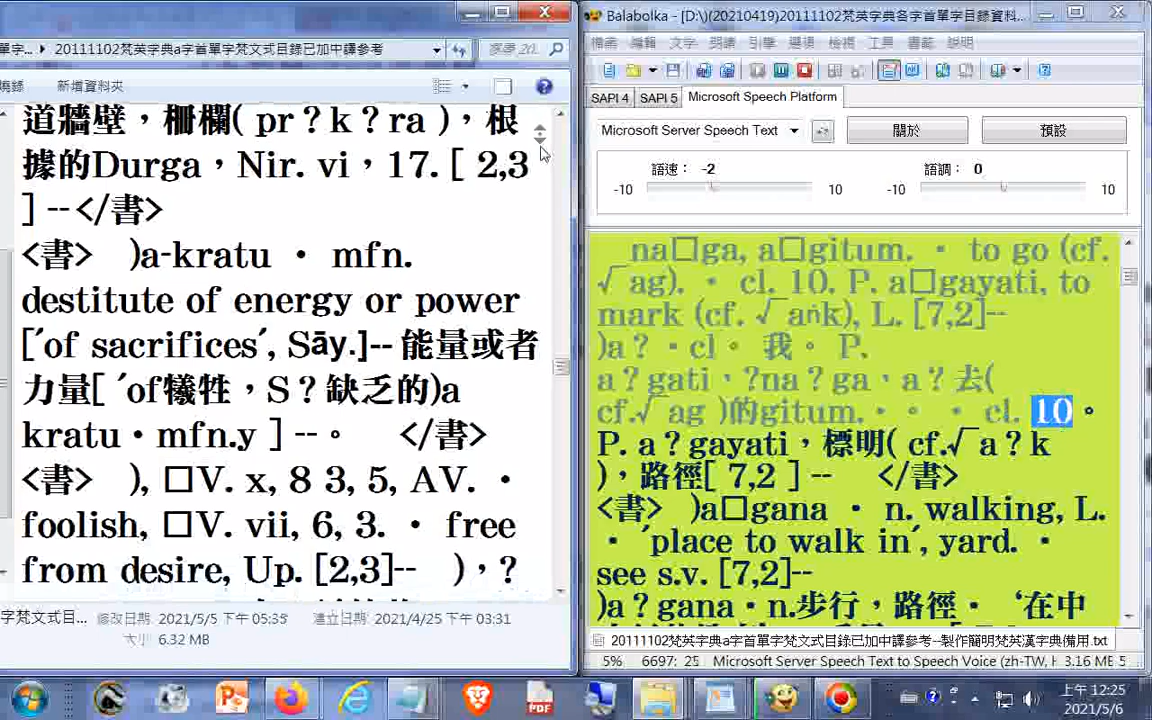 單字... ▸ 20111102梵英字典a字首單字梵文式目錄已加中譯參考
燒錄 新增資料夾
道牆壁，柵欄( pr ? k ? ra )，根
據的Durga，Nir. vi，17. [ 2,3
] --</書>
<書> )a-kratu • mfn.
destitute of energy or power
['of sacrifices', Sāy.]-- 能量或者
力量[ 'of犧牲，S ? 缺乏的)a
kratu•mfn.y ] --。 </書>
<書> ), □V. x, 8 3, 5, AV. •
foolish, □V. vii, 6, 3. • free
from desire, Up. [2,3]-- )，?
字梵文式目... 修改日期: 2021/5/5 下午 05:35 建立日期: 2021/4/25 下午 03:31
大小: 6.32 MB
Balabolka - [D:\)(20210419)20111102梵英字典各字首單字目錄資料...
檔案 編輯 文字 朗讀 引擎 選項 檢視 工具 書籤 說明
SAPI 4 SAPI 5 Microsoft Speech Platform
Microsoft Server Speech Text 關於 預設
語速： -2 語調： 0
-10 10 -10 10
na□ga, a□gitum. • to go (cf.
√ ag). • cl. 10. P. a□gayati, to
mark (cf. √ aṅk), L. [7,2]--
)a ? •cl。 我。 P.
a ? gati，?na ? ga，a ? 去(
cf.√ ag )的gitum.•。 • cl. 10。
P. a ? gayati，標明( cf.√ a ? k
)，路徑[ 7,2 ] -- </書>
<書> )a□gana • n. walking, L.
• 'place to walk in', yard. •
see s.v. [7,2]--
)a ? gana•n.步行，路徑•‘在中
20111102梵英字典a字首單字梵文式目錄已加中譯參考--製作簡明梵英漢字典備用.txt
5% 6697: 25 Microsoft Server Speech Text to Speech Voice (zh-TW, H 3.16 MB 5
上午 12:25
2021/5/6